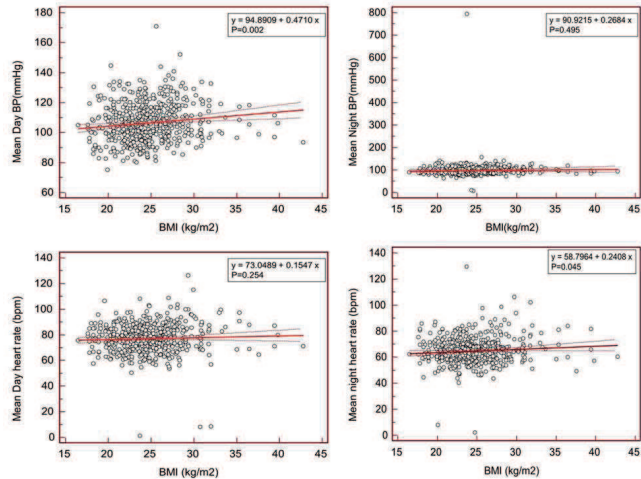 y = 94.8909 + 0.4710 x
P=0.002
180
160
140
120
100
80
60
Mean Day BP(mmHg)
15 20 25 30 35 40 45
BMI (kg/m2)
y = 90.9215 + 0.2684 x
P=0.495
800
700
600
500
400
300
200
100
0
Mean Night BP(mmHg)
15 20 25 30 35 40 45
BMI(kg/m2)
y = 73.0489 + 0.1547 x
P=0.254
140
120
100
80
60
40
20
0
Mean Day heart rate (bpm)
15 20 25 30 35 40 45
BMI (kg/m2)
y = 58.7964 + 0.2408 x
P=0.045
140
120
100
80
60
40
20
0
Mean night heart rate (bpm)
15 20 25 30 35 40 45
BMI (kg/m2)